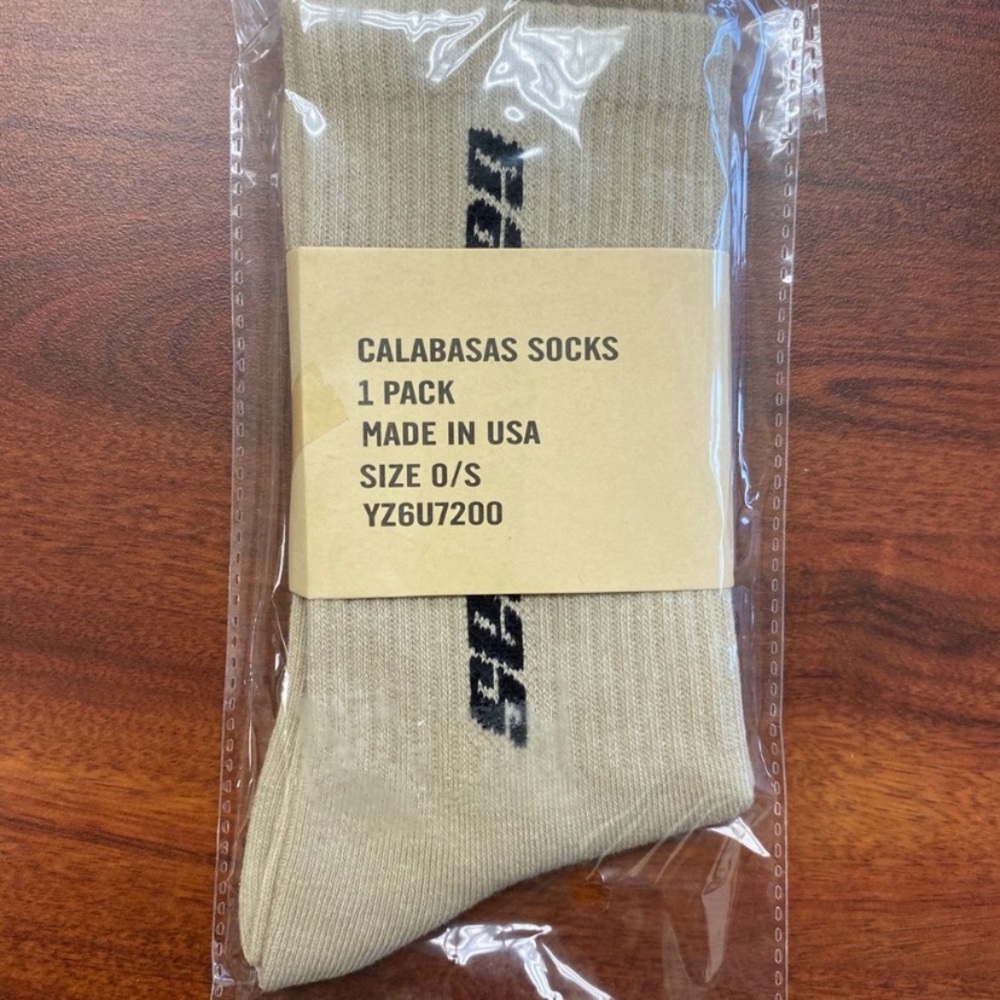 CALABASAS SOCKS
1 PACK
MADE IN USA
SIZE O/S
YZ6U7200